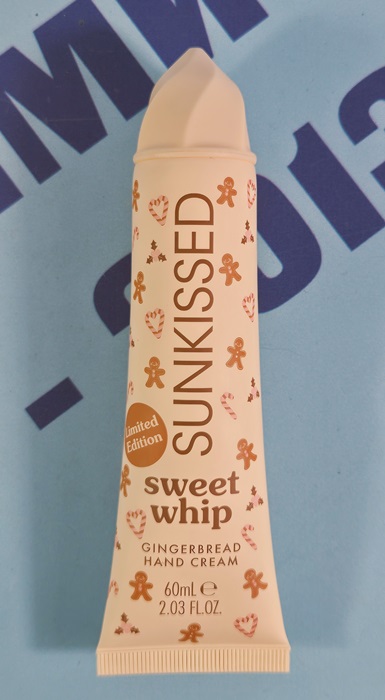 SUNKISSED
Limited
Edition
sweet
whip
GINGERBREAD
HAND CREAM
60mL ℮
2.03 FL.OZ.